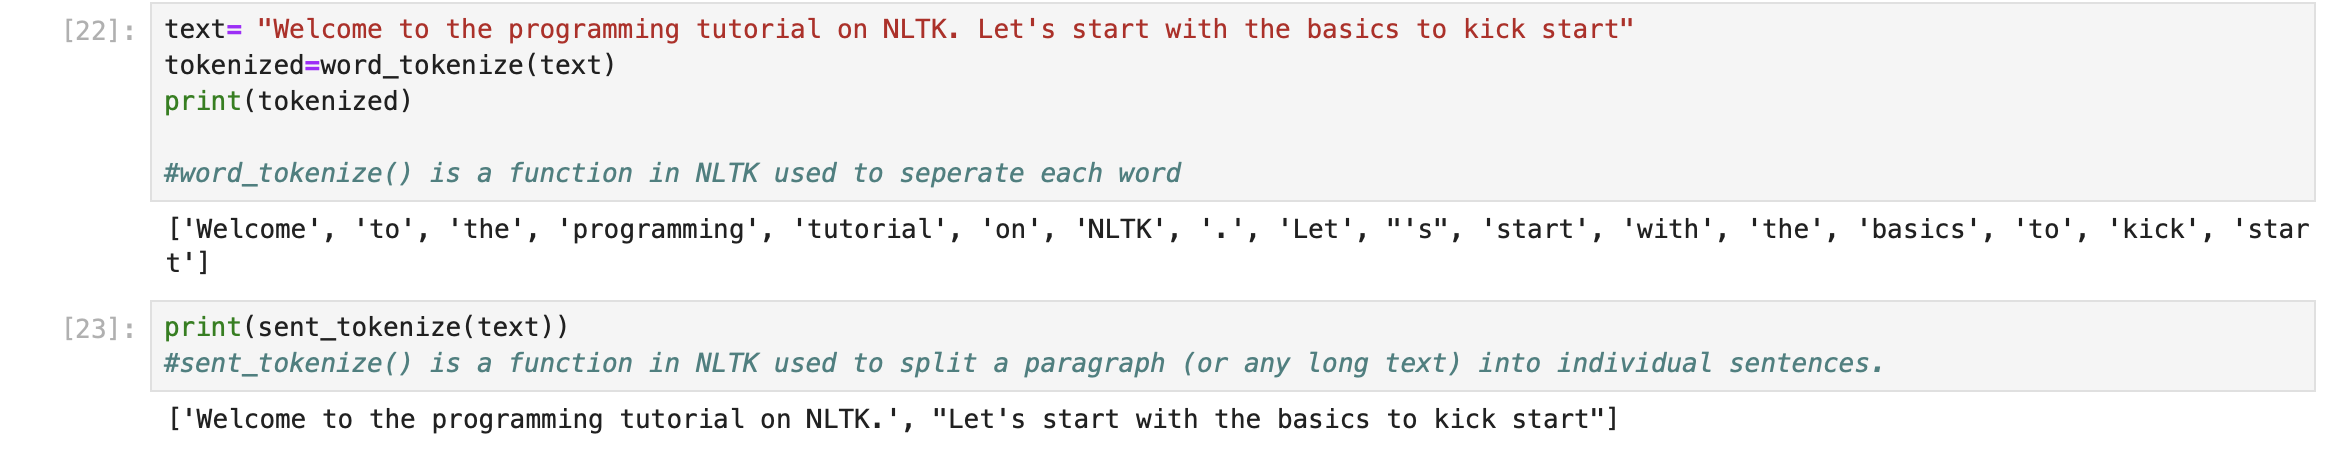 [22]: text= "Welcome to the programming tutorial on NLTK. Let's start with the basics to kick start"
tokenized=word_tokenize(text)
print(tokenized)
#word_tokenize() is a function in NLTK used to seperate each word
['Welcome', 'to', 'the', 'programming', 'tutorial', 'on', 'NLTK', '.', 'Let', "'s", 'start', 'with', 'the', 'basics', 'to', 'kick', 'star
t']
[23]: print(sent_tokenize(text))
#sent_tokenize() is a function in NLTK used to split a paragraph (or any long text) into individual sentences.
['Welcome to the programming tutorial on NLTK.', "Let's start with the basics to kick start"]